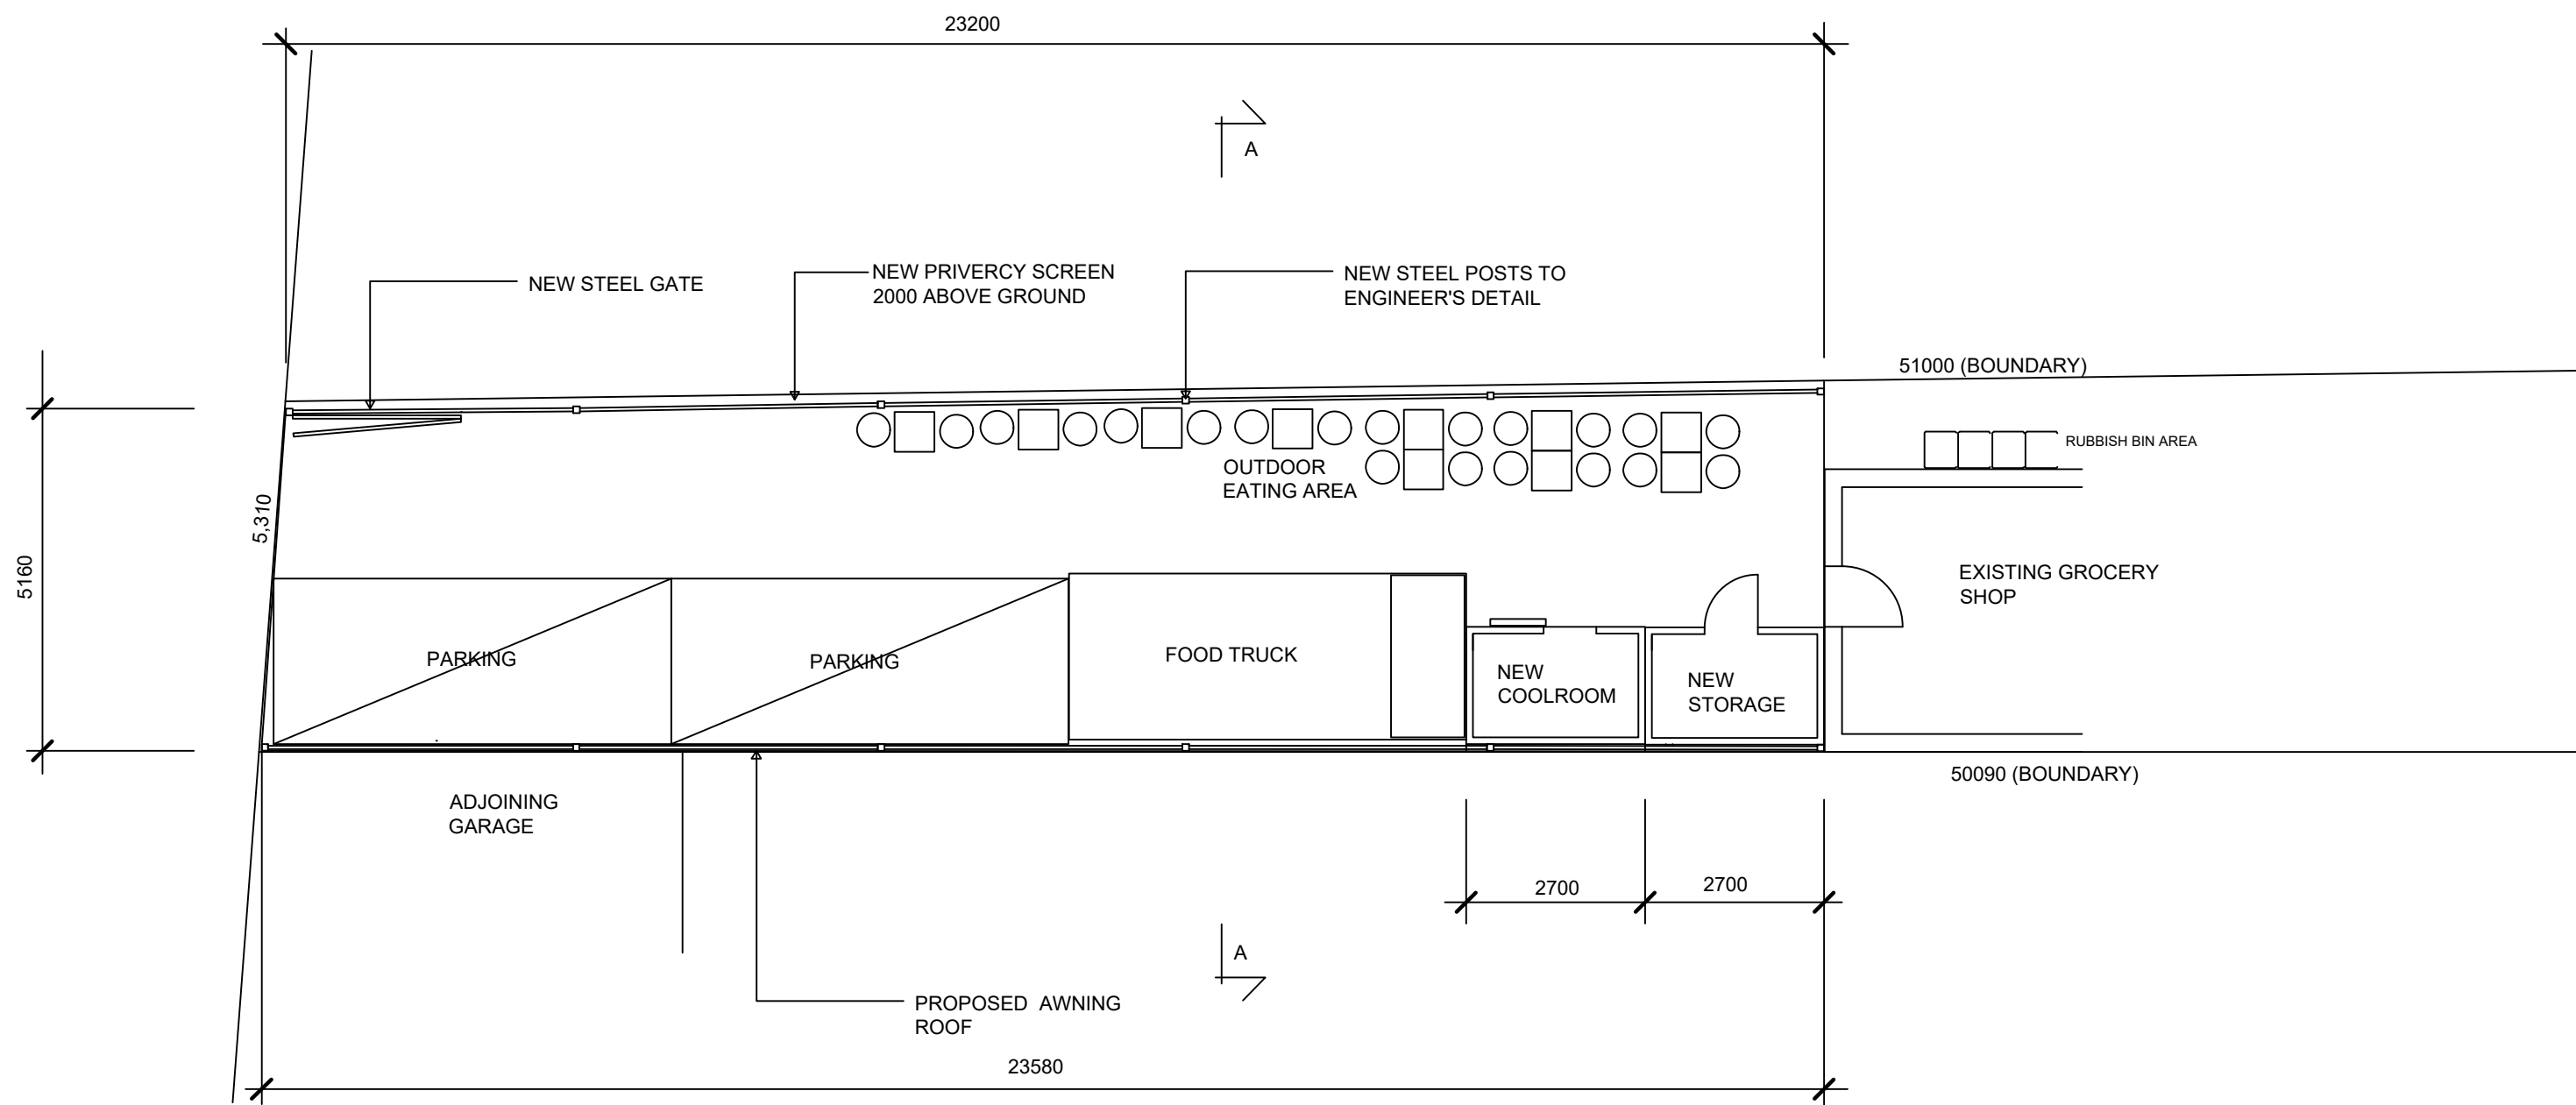 23200
A
NEW STEEL GATE
NEW PRIVERCY SCREEN
2000 ABOVE GROUND
NEW STEEL POSTS TO
ENGINEER'S DETAIL
51000 (BOUNDARY)
RUBBISH BIN AREA
OUTDOOR
EATING AREA
5,310
5160
EXISTING GROCERY
SHOP
PARKING
PARKING
FOOD TRUCK
NEW
COOLROOM
NEW
STORAGE
50090 (BOUNDARY)
ADJOINING
GARAGE
2700
2700
A
PROPOSED AWNING
ROOF
23580